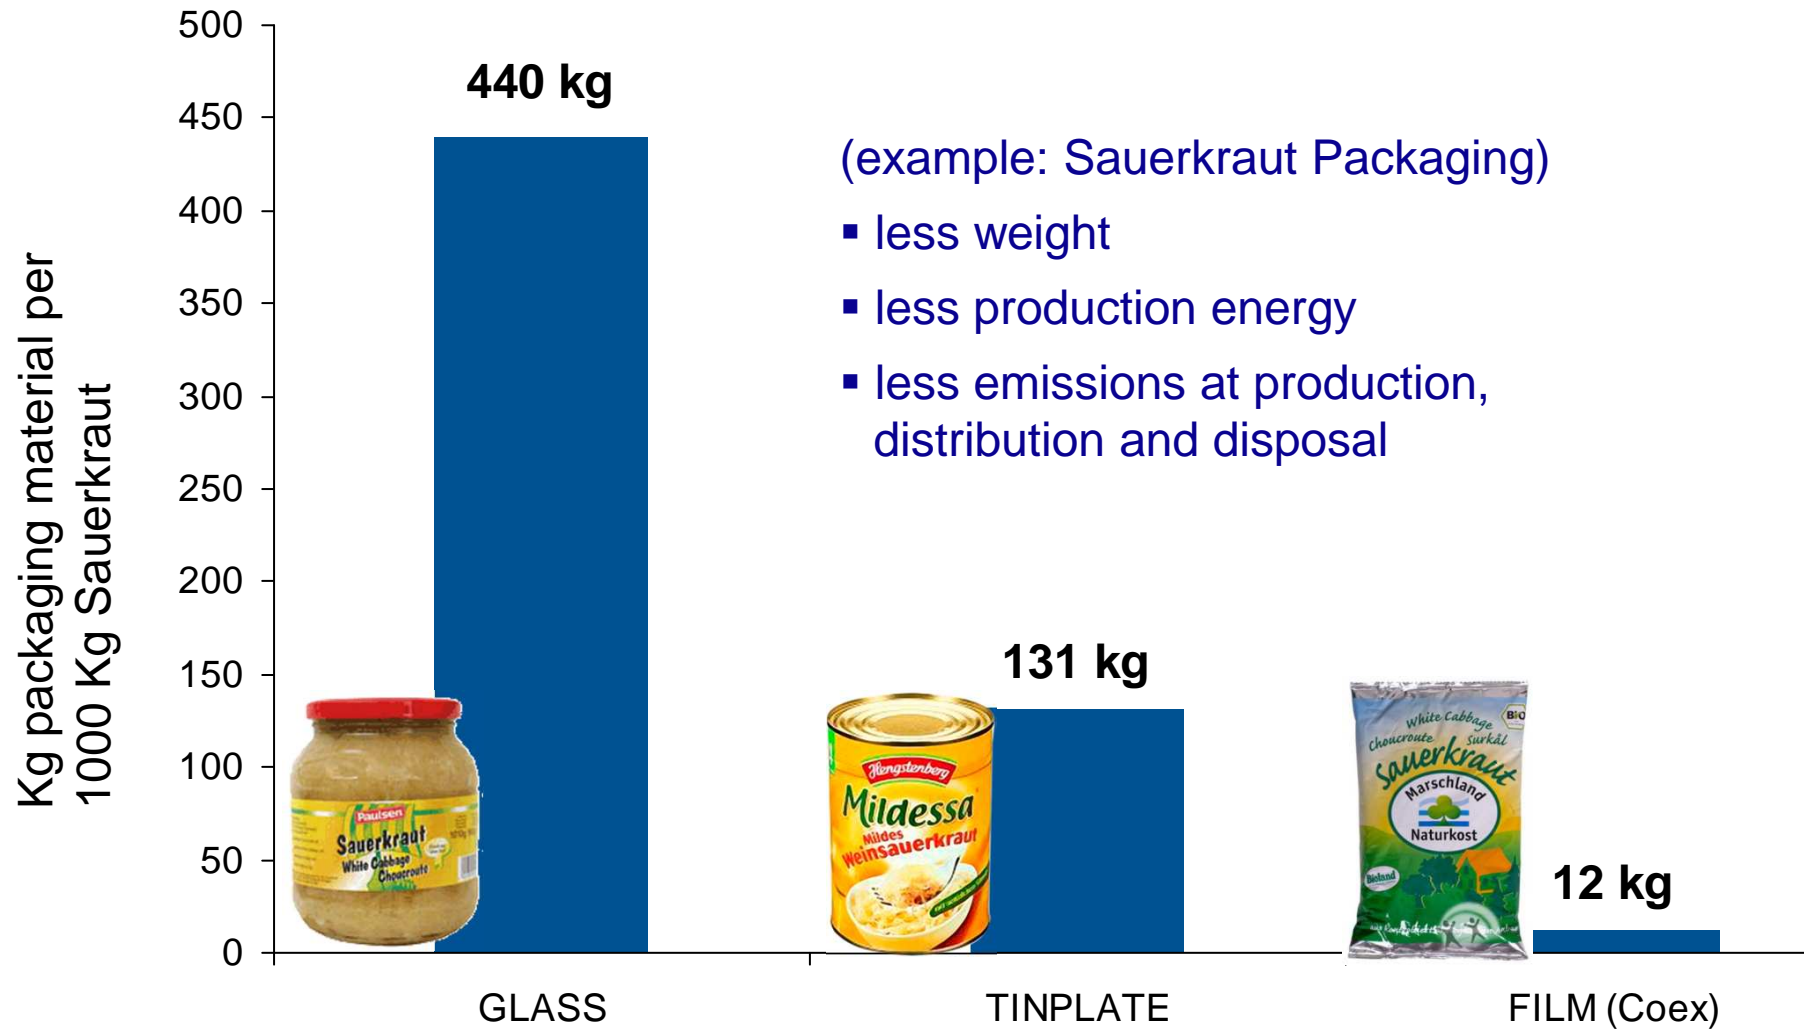 500
450
400
350
300
250
200
150
100
50
0
Kg packaging material per
1000 Kg Sauerkraut
440 kg
(example: Sauerkraut Packaging)
▪ less weight
▪ less production energy
▪ less emissions at production,
distribution and disposal
131 kg
12 kg
Paulsen
Sauerkraut
White Cabbage
Choucroute
Hengstenberg
Mildessa
Mildes
Weinsauerkraut
White Cabbage
Choucroute Surkål
Sauerkraut
BIO
Marschland
Naturkost
Bioland
GLASS
TINPLATE
FILM (Coex)